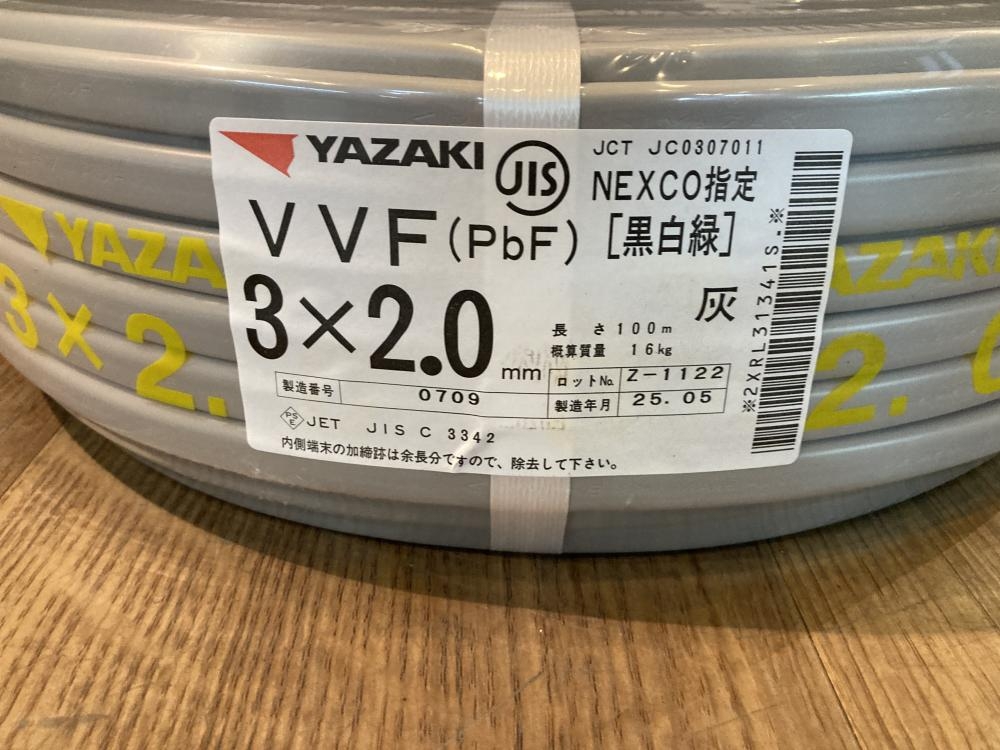 YAZAKI JIS JCT JC0307011
NEXCO指定
VVF(PbF) [黒白緑]
3×2.0mm 灰
長さ 100m
概算質量 16kg
製造番号 0709 ロットNo. Z-1122
製造年月 25.05
PSE JET JIS C 3342
内側端末の加締跡は余長分ですので、除去して下さい。
※2XRL31341S.※
YAZA
3×2.
YAZAKI
2.0